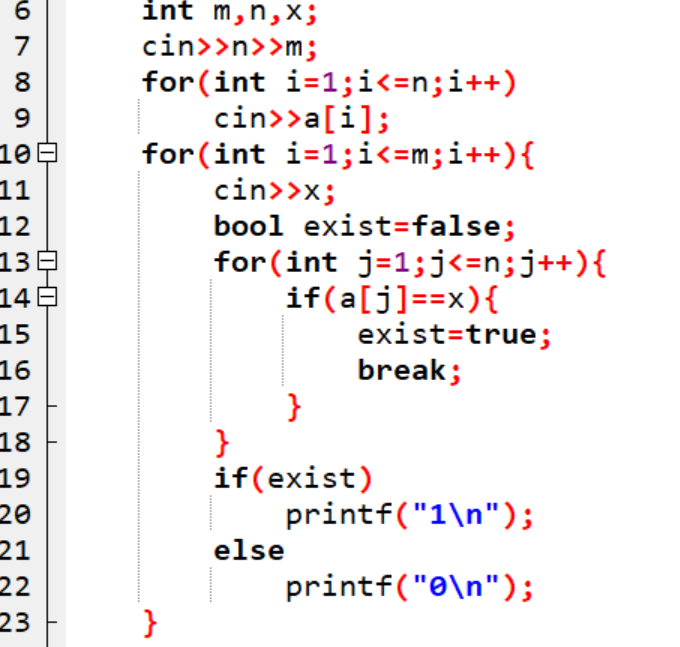 6 int m,n,x;
7 cin>>n>>m;
8 for(int i=1;i<=n;i++)
9 cin>>a[i];
10 for(int i=1;i<=m;i++){
11 cin>>x;
12 bool exist=false;
13 for(int j=1;j<=n;j++){
14 if(a[j]==x){
15 exist=true;
16 break;
17 }
18 }
19 if(exist)
20 printf("1\n");
21 else
22 printf("0\n");
23 }